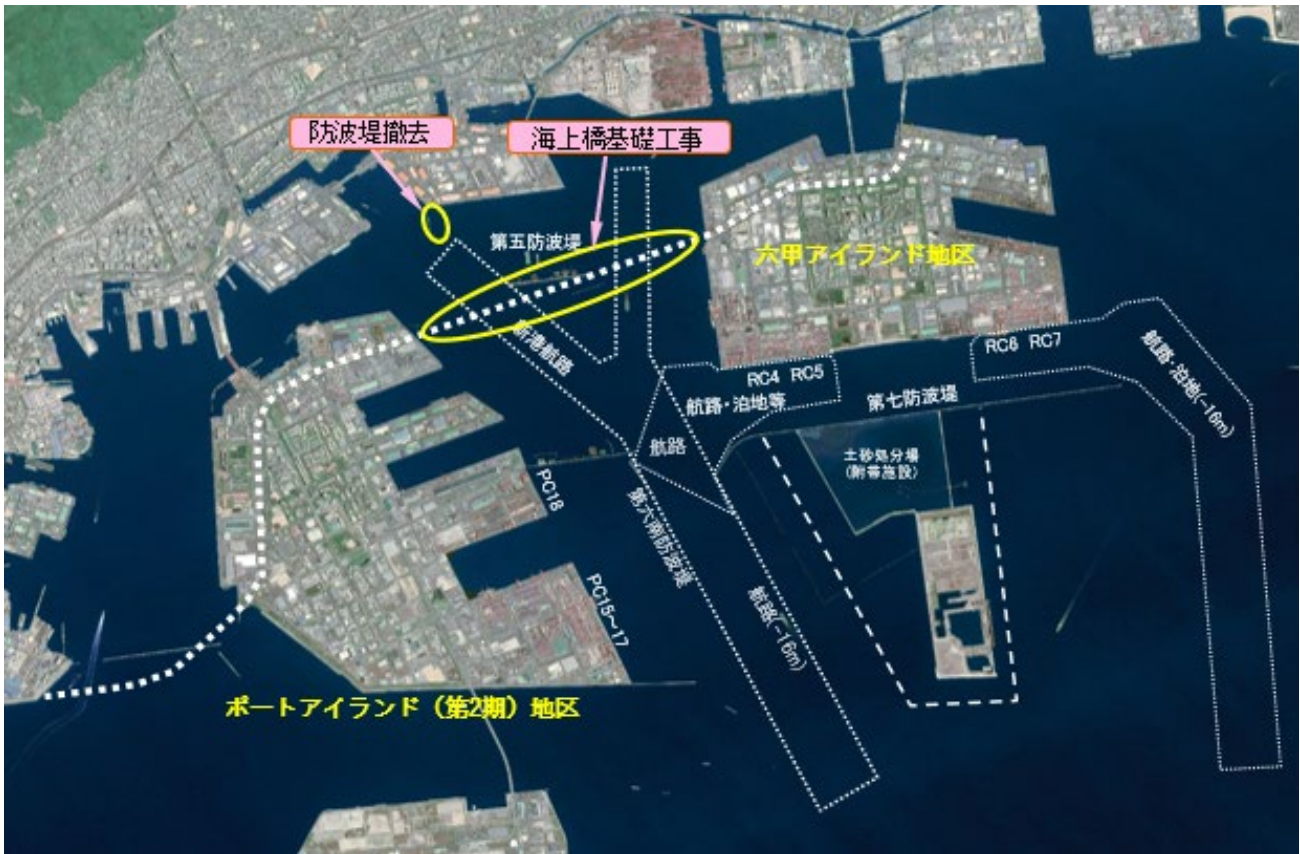 防波堤撤去
海上橋基礎工事
第五防波堤
六甲アイランド地区
新港航路
RC4 RC5
航路・泊地等
RC6 RC7
航路・泊地(-16m)
第七防波堤
航路
土砂処分場
(附帯施設)
PC18
第六南防波堤
PC15～17
航路(-16m)
ポートアイランド（第2期）地区